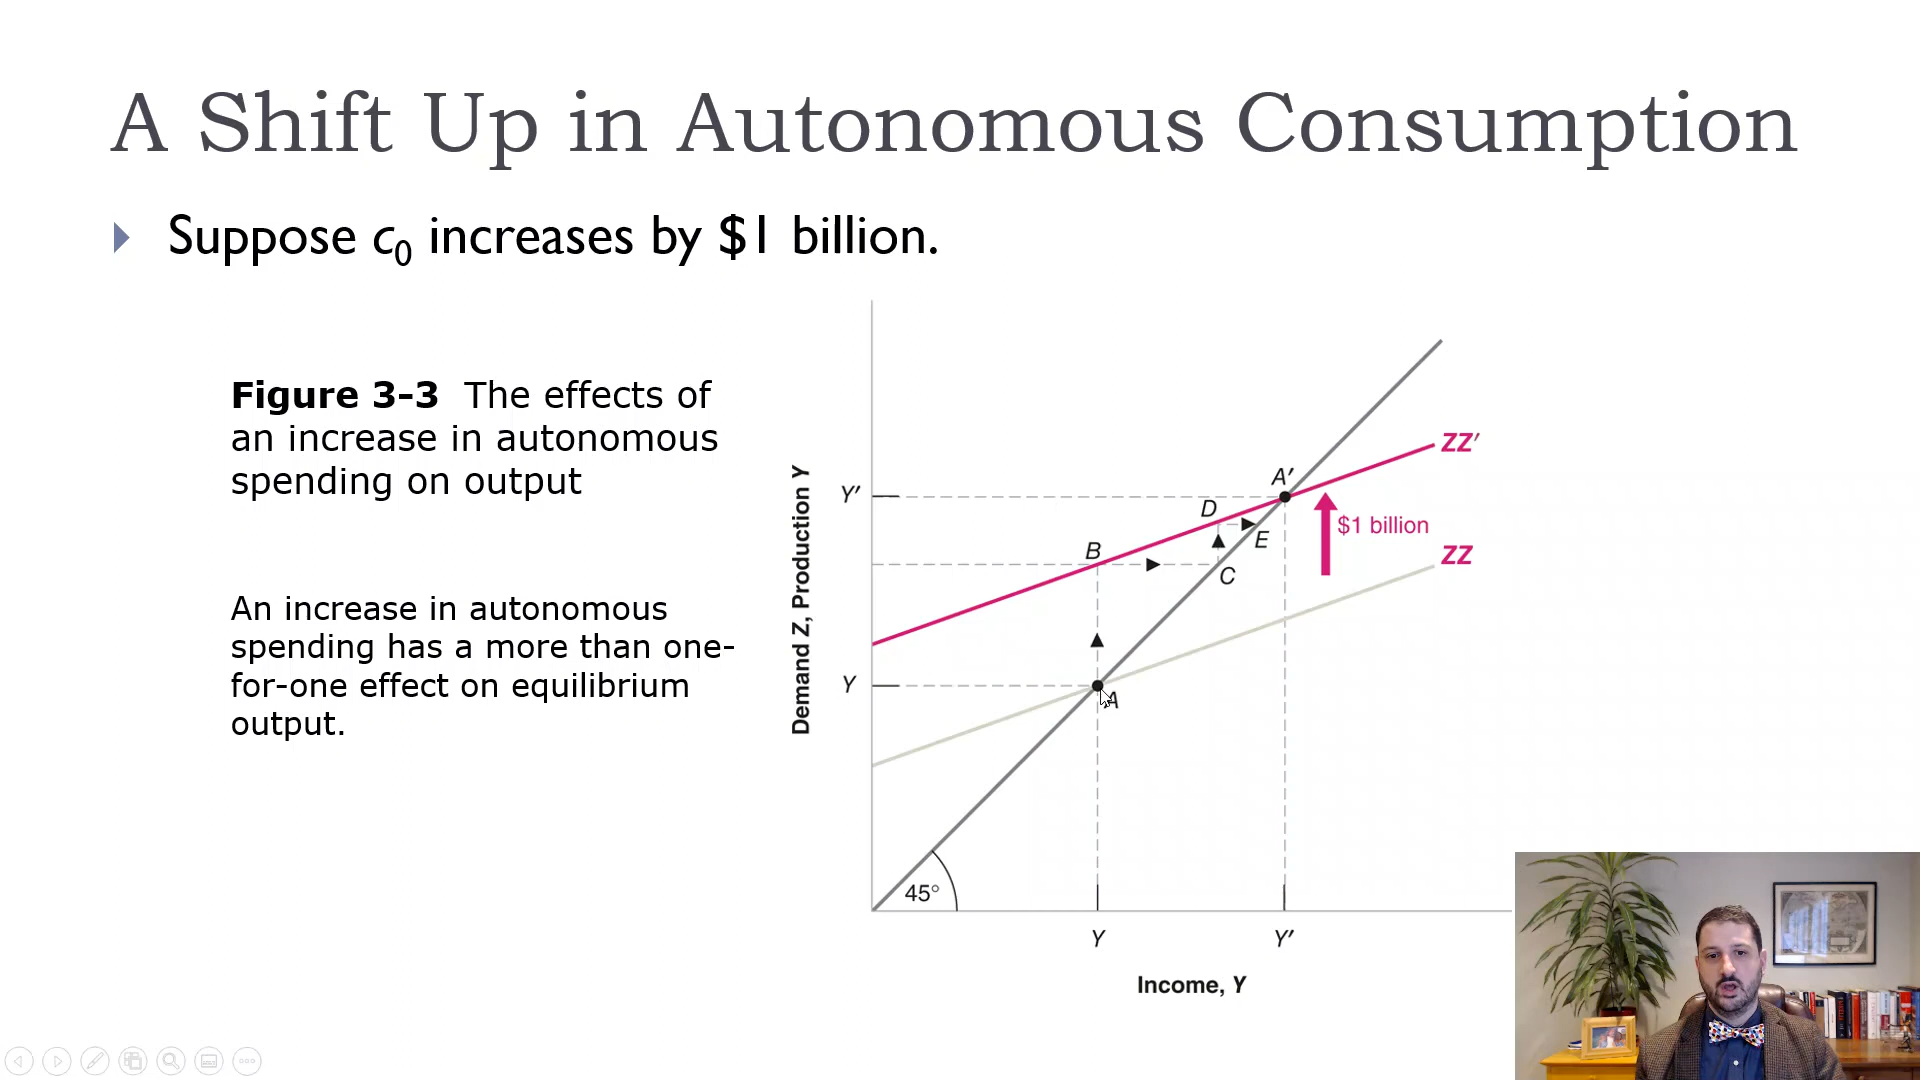 A Shift Up in Autonomous Consumption
Suppose c0 increases by $1 billion.
Figure 3-3 The effects of
an increase in autonomous
spending on output
An increase in autonomous
spending has a more than one-
for-one effect on equilibrium
output.
Demand Z, Production Y
Y′
Y
A′
D
B
E
C
A
ZZ′
$1 billion
ZZ
45°
Y
Y′
Income, Y